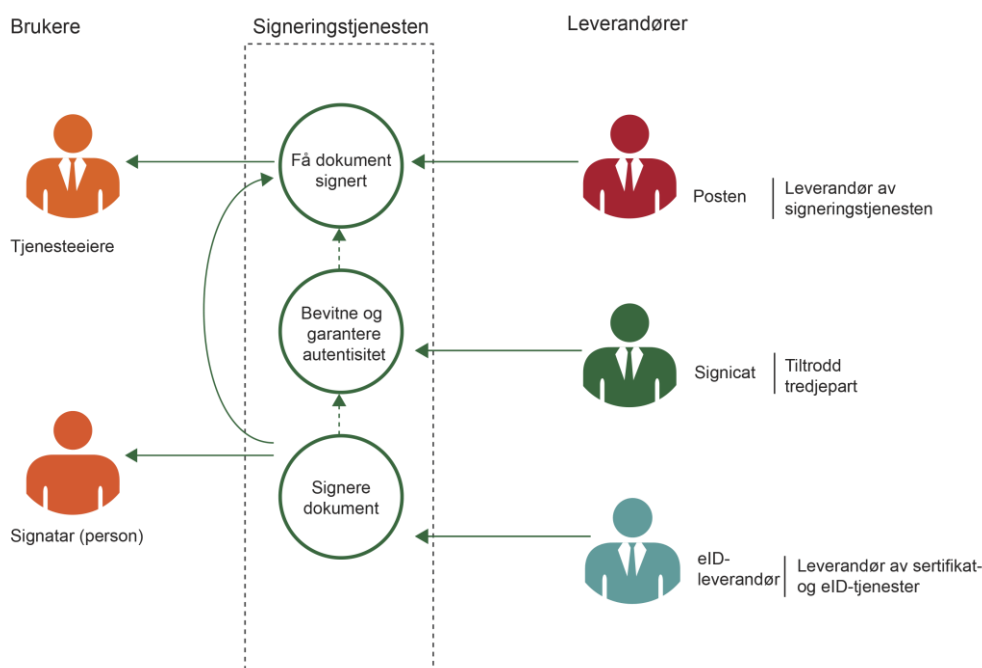 Brukere
Signeringstjenesten
Leverandører
Få dokument
signert
Posten
Leverandør av
signeringstjenesten
Tjenesteeiere
Bevitne og
garantere
autentisitet
Signicat
Tiltrodd
tredjepart
Signere
dokument
Signatar (person)
eID-
leverandør
Leverandør av sertifikat-
og eID-tjenester